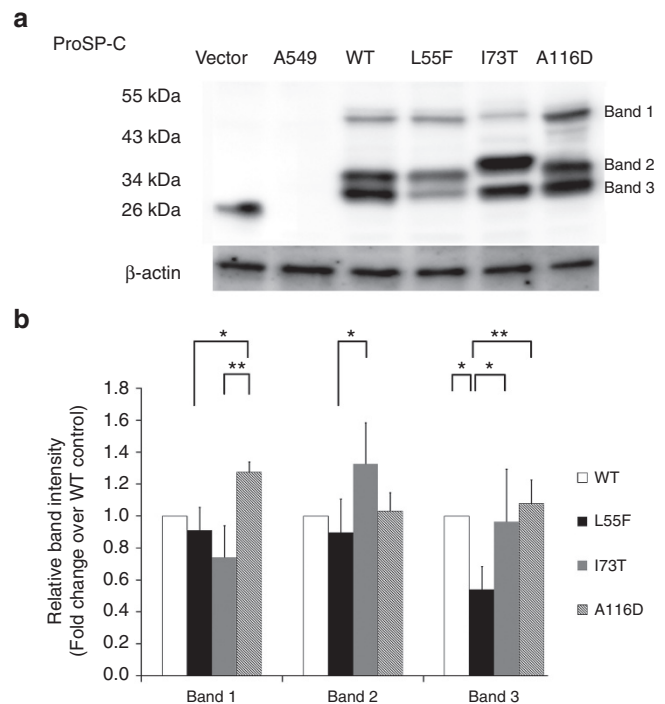 a
ProSP-C
Vector A549 WT L55F I73T A116D
55 kDa
43 kDa
34 kDa
26 kDa
Band 1
Band 2
Band 3
β-actin
b
Relative band intensity
(Fold change over WT control)
1.8
1.6
1.4
1.2
1.0
0.8
0.6
0.4
0.2
0.0
* ** * * * **
Band 1 Band 2 Band 3
WT
L55F
I73T
A116D